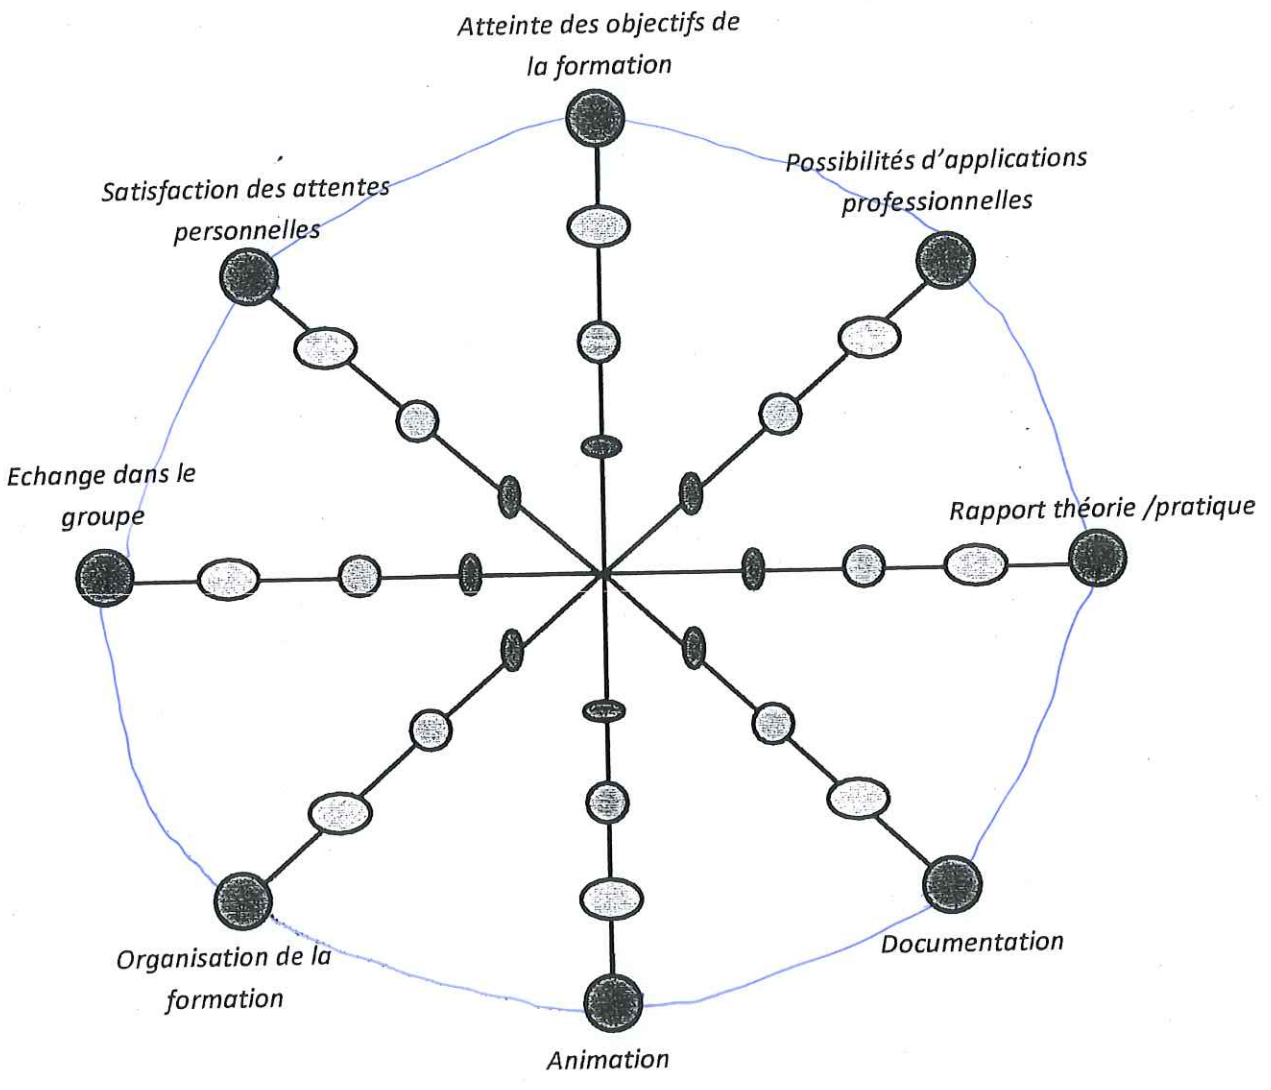 Atteinte des objectifs de
la formation
Possibilités d'applications
professionnelles
Satisfaction des attentes
personnelles
Echange dans le
groupe
Rapport théorie /pratique
Organisation de la
formation
Documentation
Animation